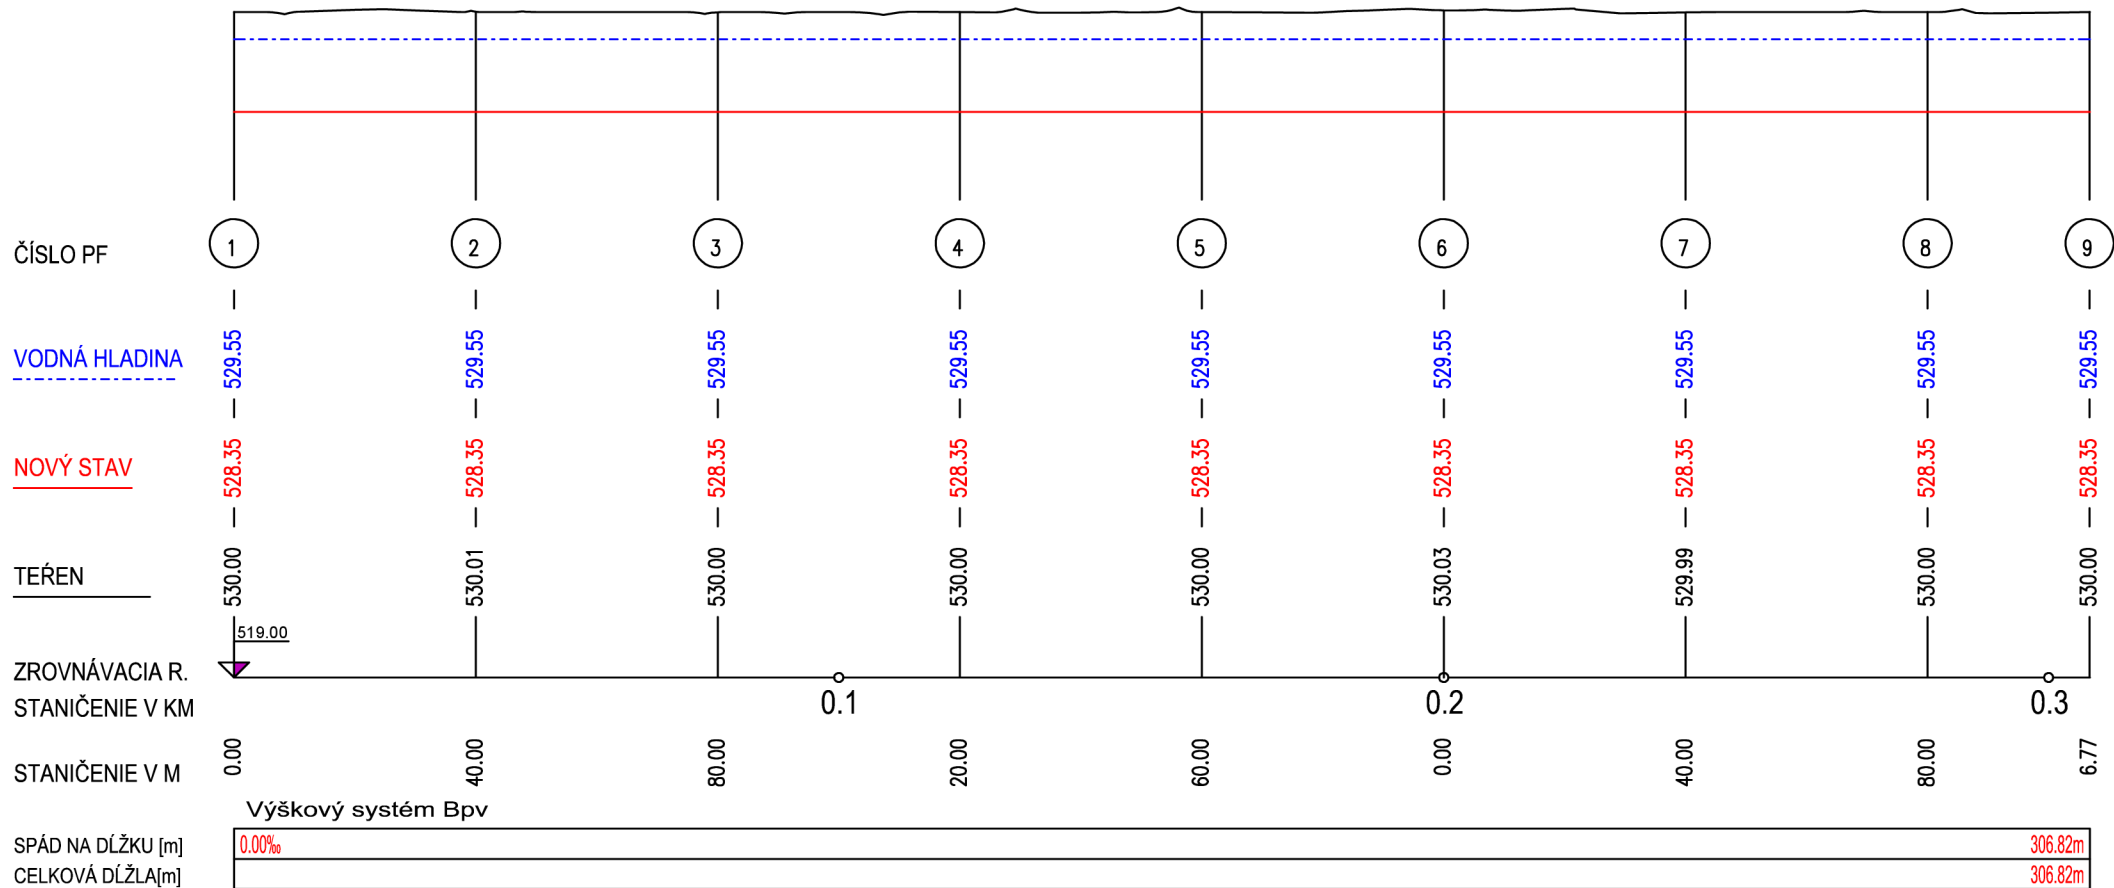 ČÍSLO PF 1 2 3 4 5 6 7 8 9
VODNÁ HLADINA 529.55 529.55 529.55 529.55 529.55 529.55 529.55 529.55 529.55
NOVÝ STAV 528.35 528.35 528.35 528.35 528.35 528.35 528.35 528.35 528.35
TEŔEN 530.00 530.01 530.00 530.00 530.00 530.03 529.99 530.00 530.00
519.00
ZROVNÁVACIA R.
STANIČENIE V KM 0.1 0.2 0.3
STANIČENIE V M 0.00 40.00 80.00 20.00 60.00 0.00 40.00 80.00 6.77
Výškový systém Bpv
SPÁD NA DĹŽKU [m] 0.00‰ 306.82m
CELKOVÁ DĹŽLA[m] 306.82m